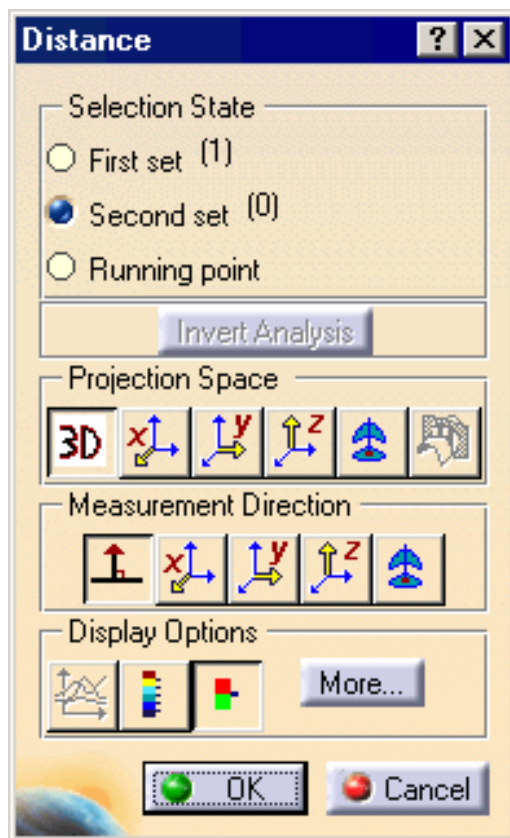 Distance ?
Selection State
First set (1)
Second set (0)
Running point
Invert Analysis
Projection Space
3D x y z
Measurement Direction
x y z
Display Options
More...
OK Cancel